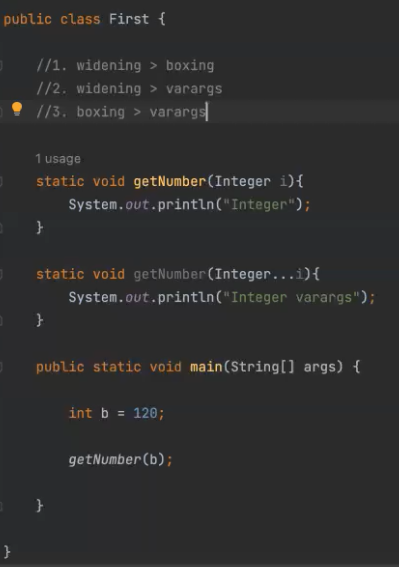 public class First {
//1. widening > boxing
//2. widening > varargs
//3. boxing > varargs
1 usage
static void getNumber(Integer i){
System.out.println("Integer");
}
static void getNumber(Integer...i){
System.out.println("Integer varargs");
}
public static void main(String[] args) {
int b = 120;
getNumber(b);
}
}